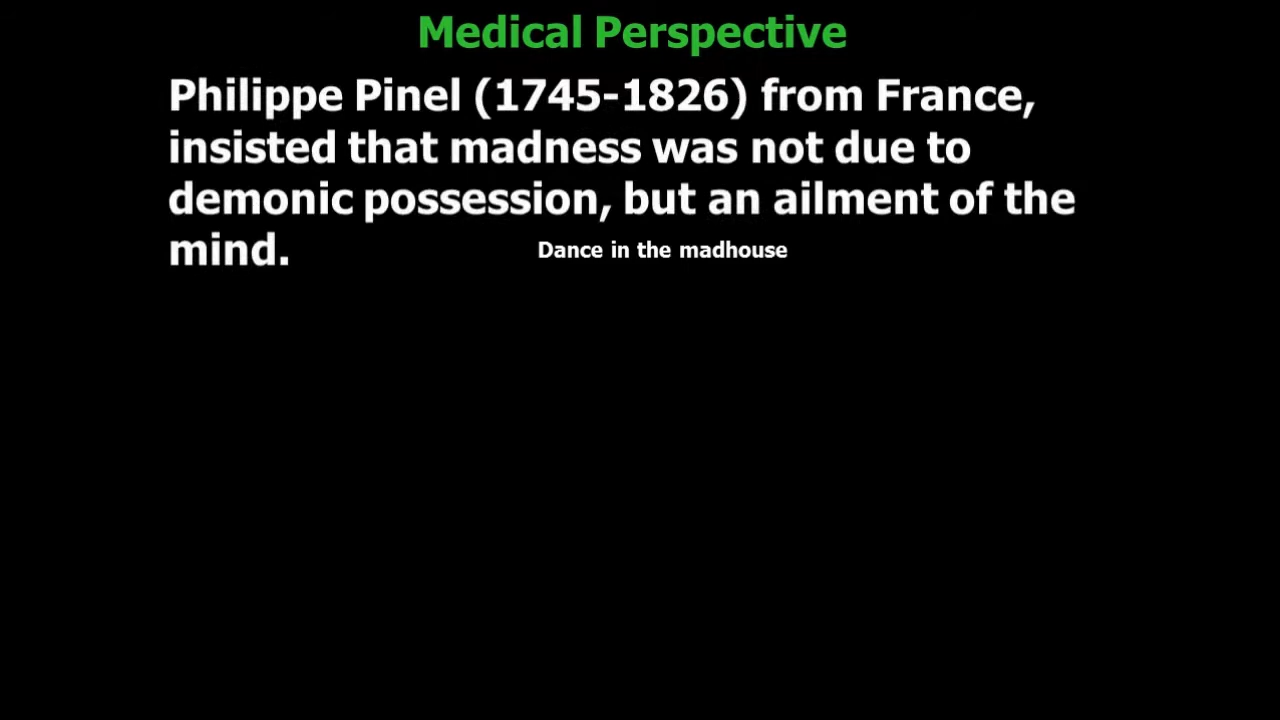 Medical Perspective
Philippe Pinel (1745-1826) from France,
insisted that madness was not due to
demonic possession, but an ailment of the
mind.
Dance in the madhouse